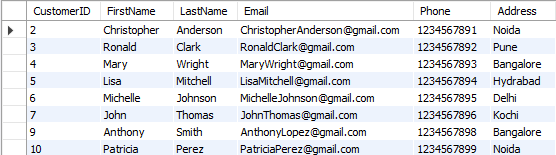 CustomerID FirstName LastName Email Phone Address
2 Christopher Anderson ChristopherAnderson@gmail.com 1234567891 Noida
3 Ronald Clark RonaldClark@gmail.com 1234567892 Pune
4 Mary Wright MaryWright@gmail.com 1234567893 Bangalore
5 Lisa Mitchell LisaMitchell@gmail.com 1234567894 Hydrabad
6 Michelle Johnson MichelleJohnson@gmail.com 1234567895 Delhi
7 John Thomas JohnThomas@gmail.com 1234567896 Kochi
9 Anthony Smith AnthonyLopez@gmail.com 1234567898 Bangalore
10 Patricia Perez PatriciaPerez@gmail.com 1234567899 Noida